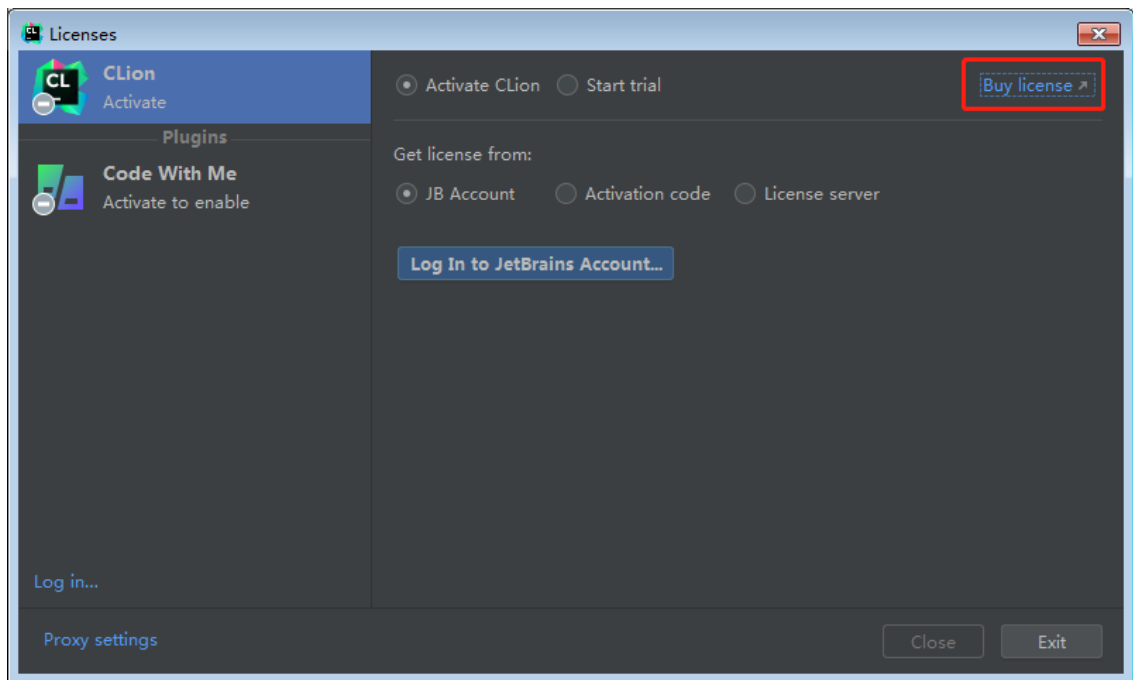 Licenses
CL
CLion
Activate
Plugins
Code With Me
Activate to enable
Activate CLion Start trial Buy license
Get license from:
JB Account Activation code License server
Log In to JetBrains Account...
Log in...
Proxy settings
Close Exit